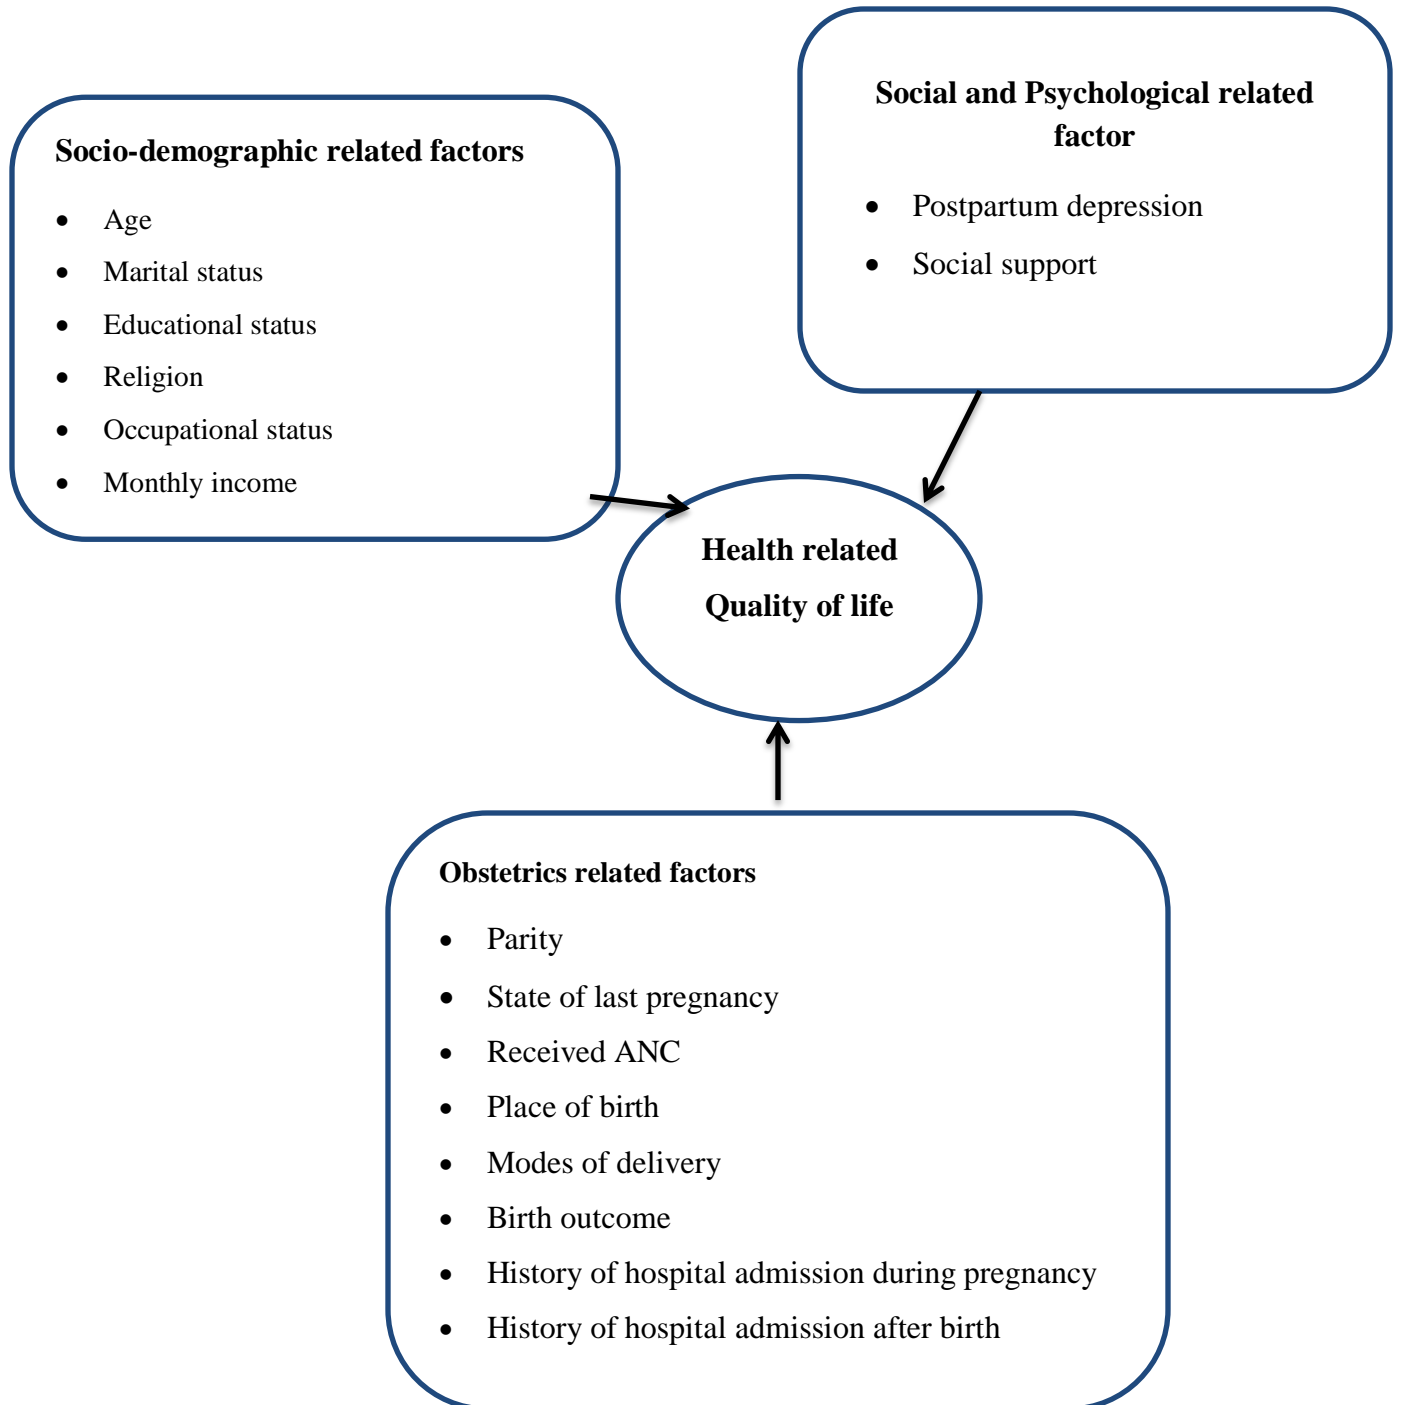 Social and Psychological related
factor
• Postpartum depression
• Social support
Socio-demographic related factors
• Age
• Marital status
• Educational status
• Religion
• Occupational status
• Monthly income
Health related
Quality of life
Obstetrics related factors
• Parity
• State of last pregnancy
• Received ANC
• Place of birth
• Modes of delivery
• Birth outcome
• History of hospital admission during pregnancy
• History of hospital admission after birth